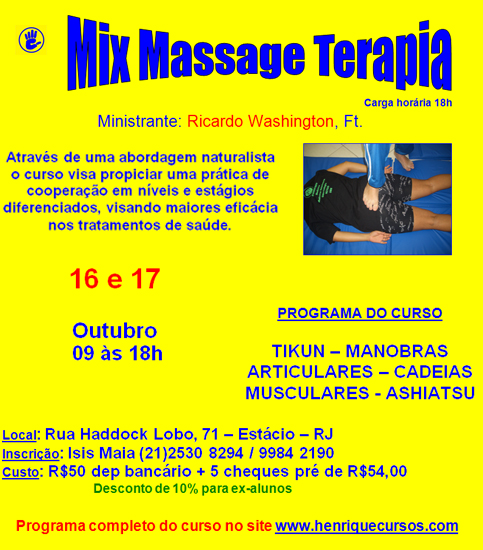 Mix Massage Terapia
Carga horária 18h
Ministrante: Ricardo Washington, Ft.
Através de uma abordagem naturalista
o curso visa propiciar uma prática de
cooperação em níveis e estágios
diferenciados, visando maiores eficácia
nos tratamentos de saúde.
16 e 17
Outubro
09 às 18h
PROGRAMA DO CURSO
TIKUN – MANOBRAS
ARTICULARES – CADEIAS
MUSCULARES - ASHIATSU
Local: Rua Haddock Lobo, 71 – Estácio – RJ
Inscrição: Isis Maia (21)2530 8294 / 9984 2190
Custo: R$50 dep bancário + 5 cheques pré de R$54,00
Desconto de 10% para ex-alunos
Programa completo do curso no site www.henriquecursos.com